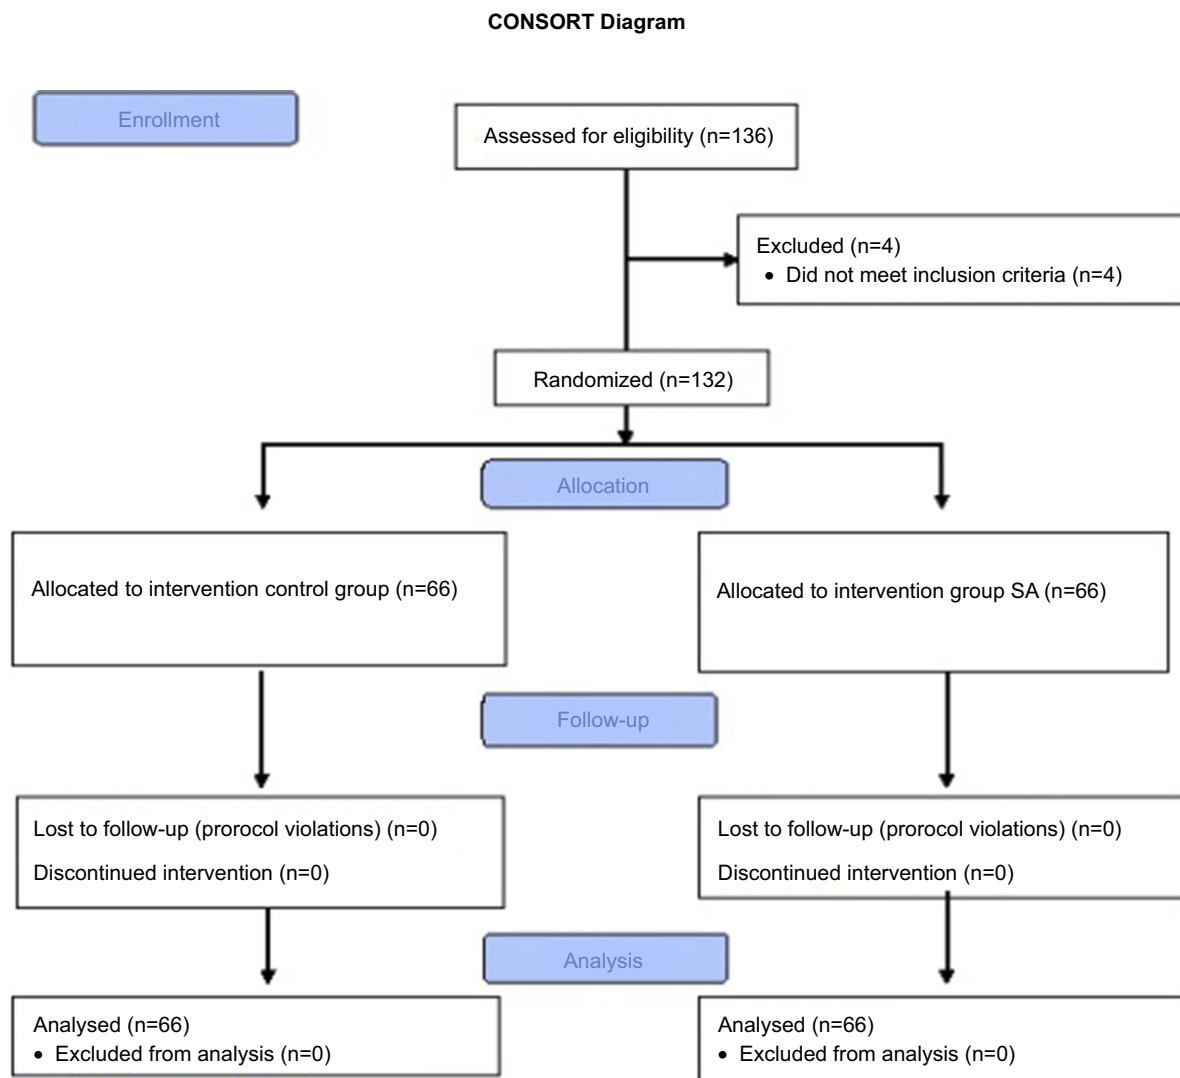 CONSORT Diagram
Enrollment
Assessed for eligibility (n=136)
Excluded (n=4)
• Did not meet inclusion criteria (n=4)
Randomized (n=132)
Allocation
Allocated to intervention control group (n=66)
Allocated to intervention group SA (n=66)
Follow-up
Lost to follow-up (prorocol violations) (n=0)
Discontinued intervention (n=0)
Lost to follow-up (prorocol violations) (n=0)
Discontinued intervention (n=0)
Analysis
Analysed (n=66)
• Excluded from analysis (n=0)
Analysed (n=66)
• Excluded from analysis (n=0)